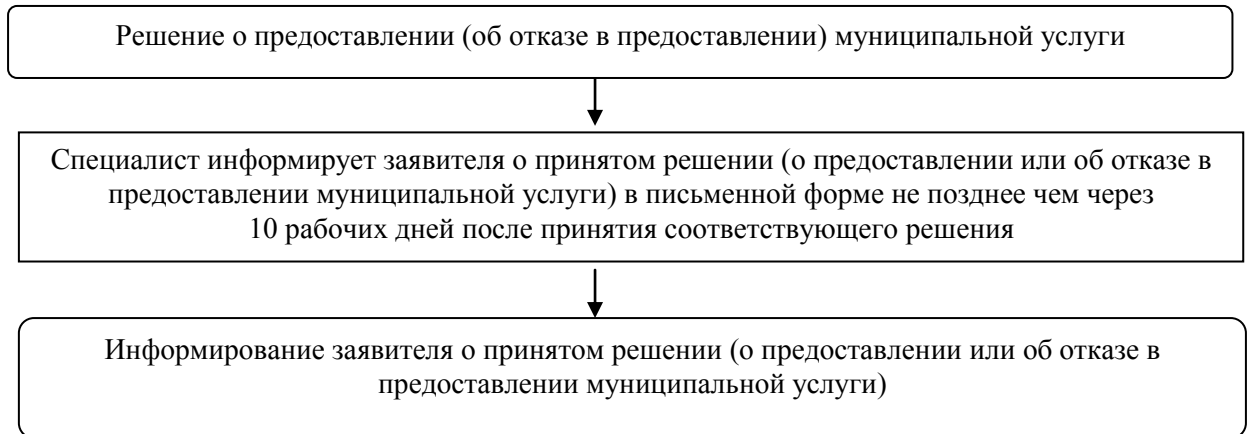 Решение о предоставлении (об отказе в предоставлении) муниципальной услуги
Специалист информирует заявителя о принятом решении (о предоставлении или об отказе в
предоставлении муниципальной услуги) в письменной форме не позднее чем через
10 рабочих дней после принятия соответствующего решения
Информирование заявителя о принятом решении (о предоставлении или об отказе в
предоставлении муниципальной услуги)